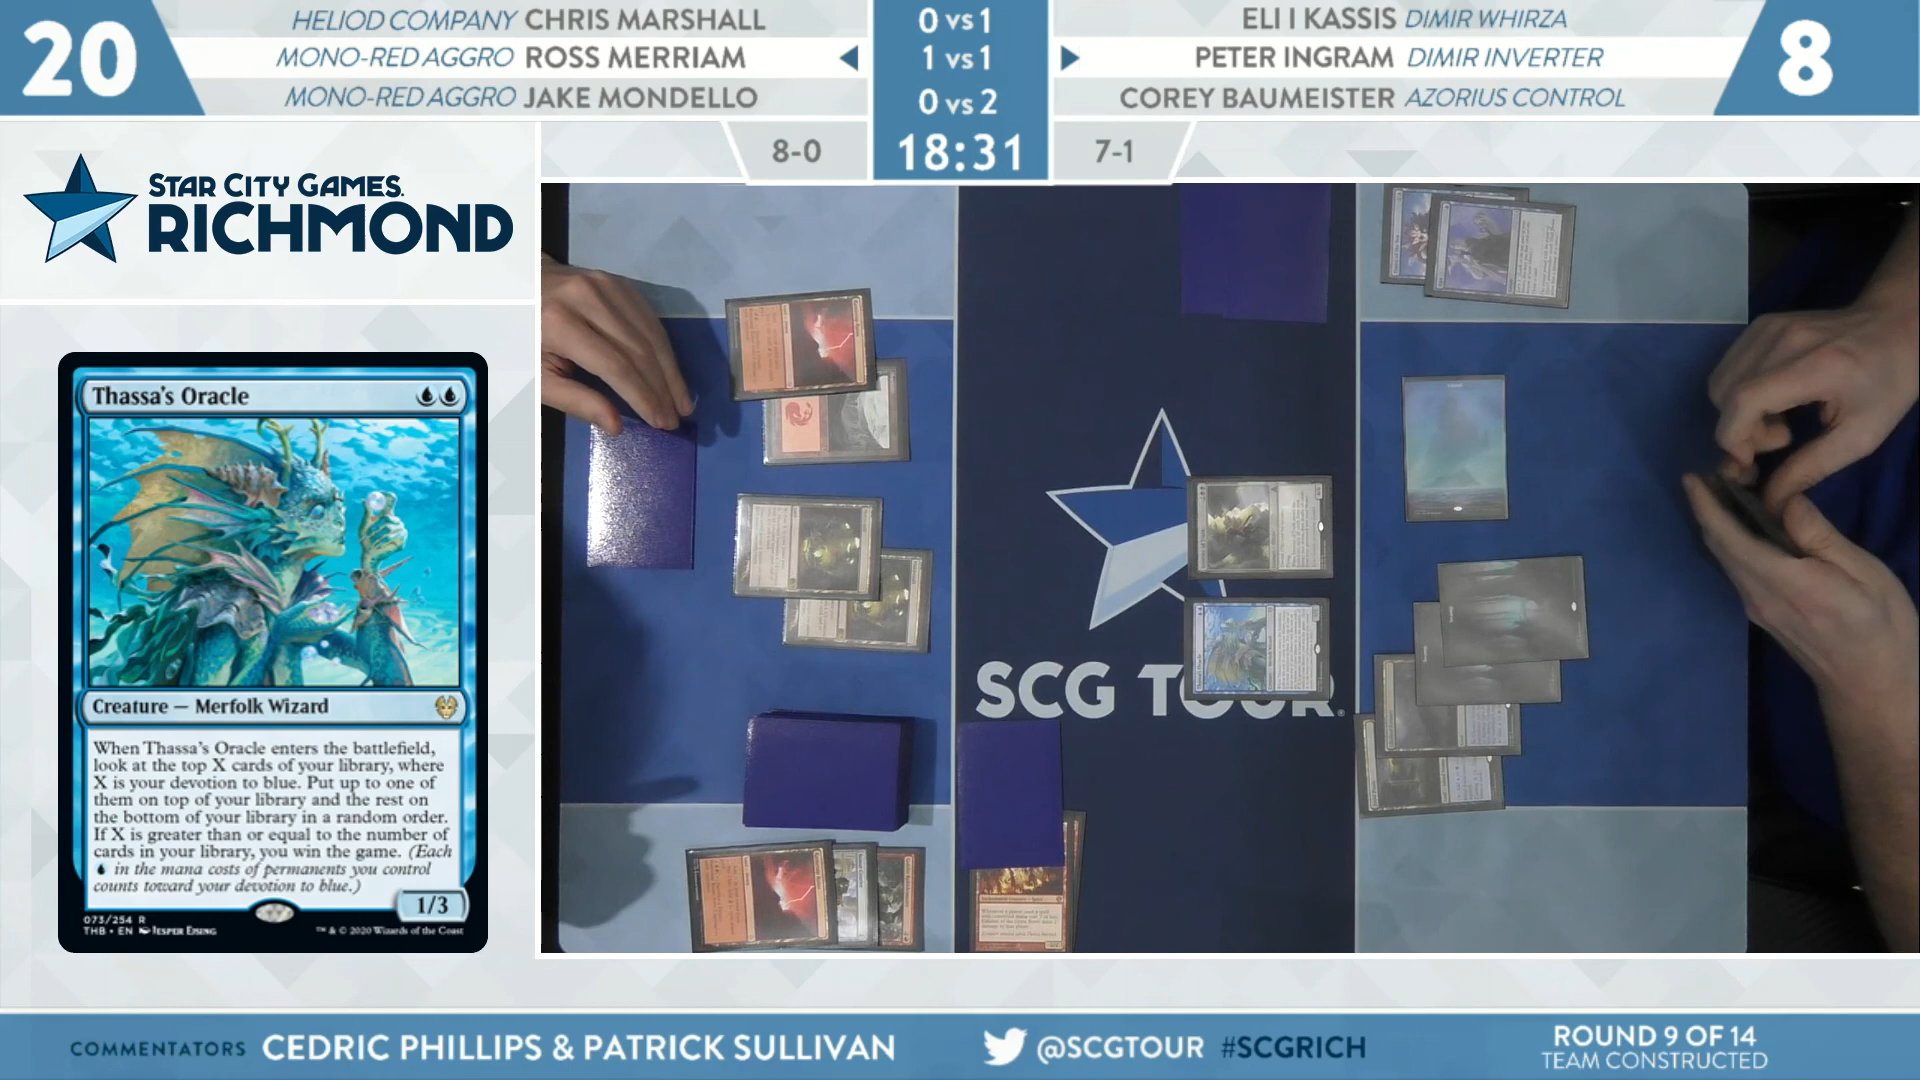 20
HELIOD COMPANY CHRIS MARSHALL
MONO-RED AGGRO ROSS MERRIAM
MONO-RED AGGRO JAKE MONDELLO
0 vs 1
1 vs 1
0 vs 2
18:31
ELI I KASSIS DIMIR WHIRZA
PETER INGRAM DIMIR INVERTER
COREY BAUMEISTER AZORIUS CONTROL
8
8-0
7-1
STAR CITY GAMES.
RICHMOND
Thassa's Oracle
Creature — Merfolk Wizard
When Thassa's Oracle enters the battlefield,
look at the top X cards of your library, where
X is your devotion to blue. Put up to one of
them on top of your library and the rest on
the bottom of your library in a random order.
If X is greater than or equal to the number of
cards in your library, you win the game. (Each
in the mana costs of permanents you control
counts toward your devotion to blue.)
1/3
073/254 R
THB • EN JESPER EJSING
™ & © 2020 Wizards of the Coast
SCG TOUR.
COMMENTATORS CEDRIC PHILLIPS & PATRICK SULLIVAN
@SCGTOUR #SCGRICH
ROUND 9 OF 14
TEAM CONSTRUCTED